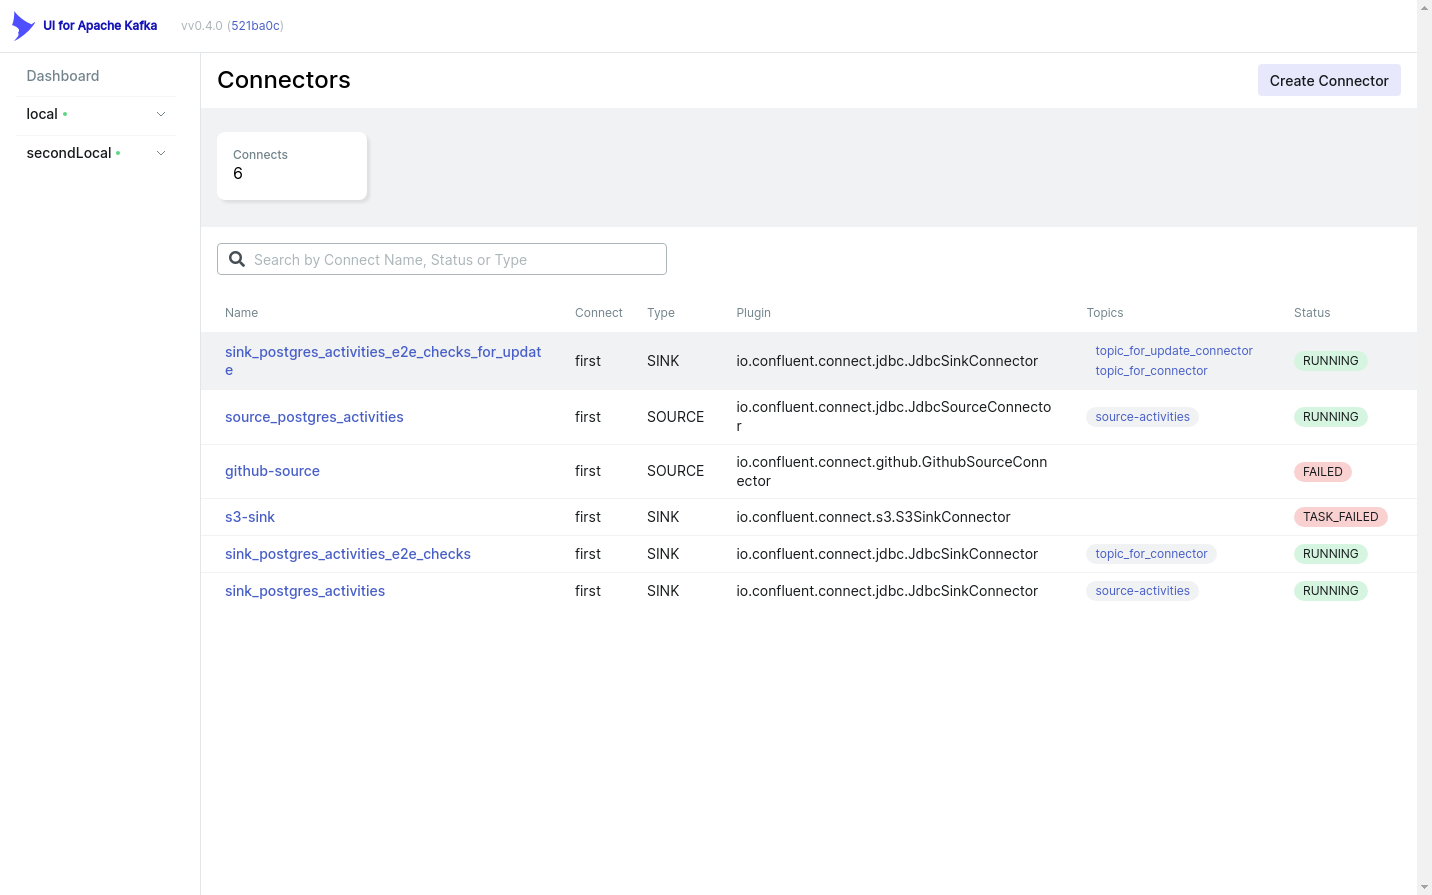 UI for Apache Kafka vv0.4.0 (521ba0c)
Dashboard
local
secondLocal
Connectors
Create Connector
Connects
6
Search by Connect Name, Status or Type
Name Connect Type Plugin Topics Status
sink_postgres_activities_e2e_checks_for_updat
e
first SINK io.confluent.connect.jdbc.JdbcSinkConnector
topic_for_update_connector
topic_for_connector
RUNNING
source_postgres_activities first SOURCE
io.confluent.connect.jdbc.JdbcSourceConnecto
r
source-activities RUNNING
github-source first SOURCE
io.confluent.connect.github.GithubSourceConn
ector
FAILED
s3-sink first SINK io.confluent.connect.s3.S3SinkConnector TASK_FAILED
sink_postgres_activities_e2e_checks first SINK io.confluent.connect.jdbc.JdbcSinkConnector topic_for_connector RUNNING
sink_postgres_activities first SINK io.confluent.connect.jdbc.JdbcSinkConnector source-activities RUNNING